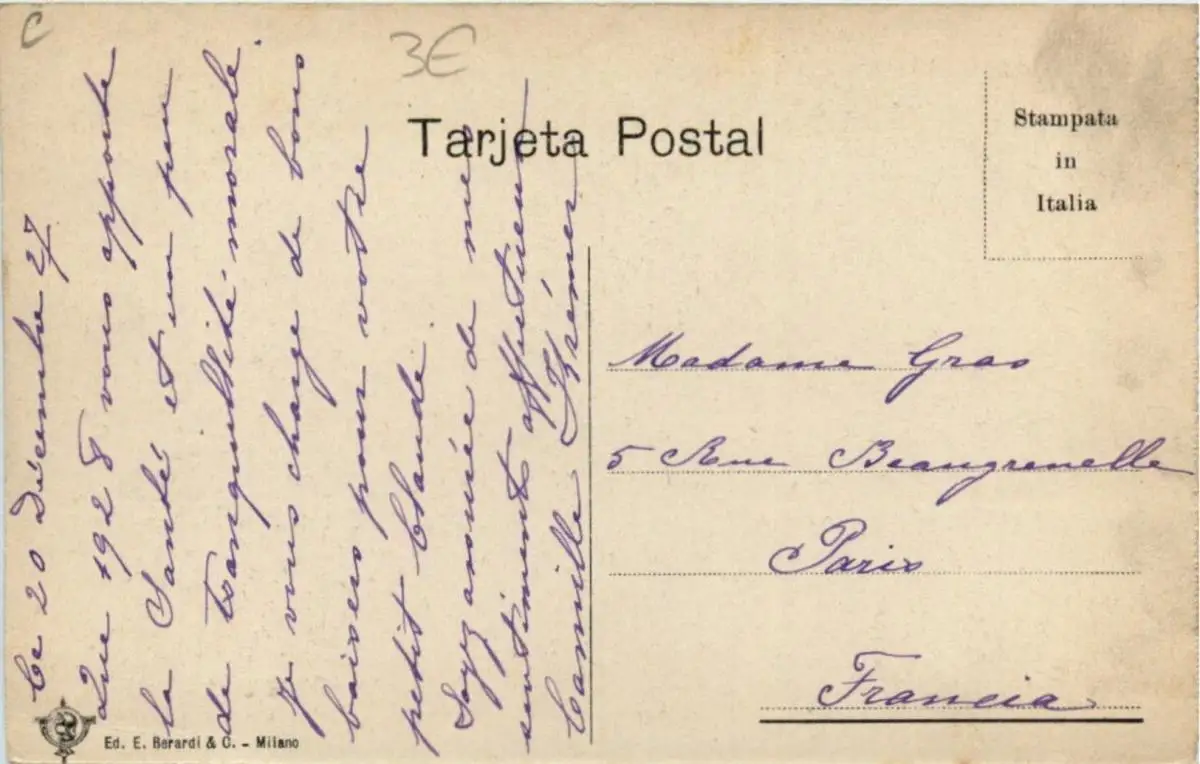 C
3€
Tarjeta Postal
Stampata
in
Italia
Ce 20 Décembre 27
Que 1928 vous apporte
la Santé et un peu
de tranquillité morale.
Je vous charge de bons
baisers pour votre
petit Claude.
Soyez assurée de mes
sentiments affectueux
Camille
Madame Gras
5 Rue Beaugrenelle
Paris
Francia
Ed. E. Berardi & C. - Milano